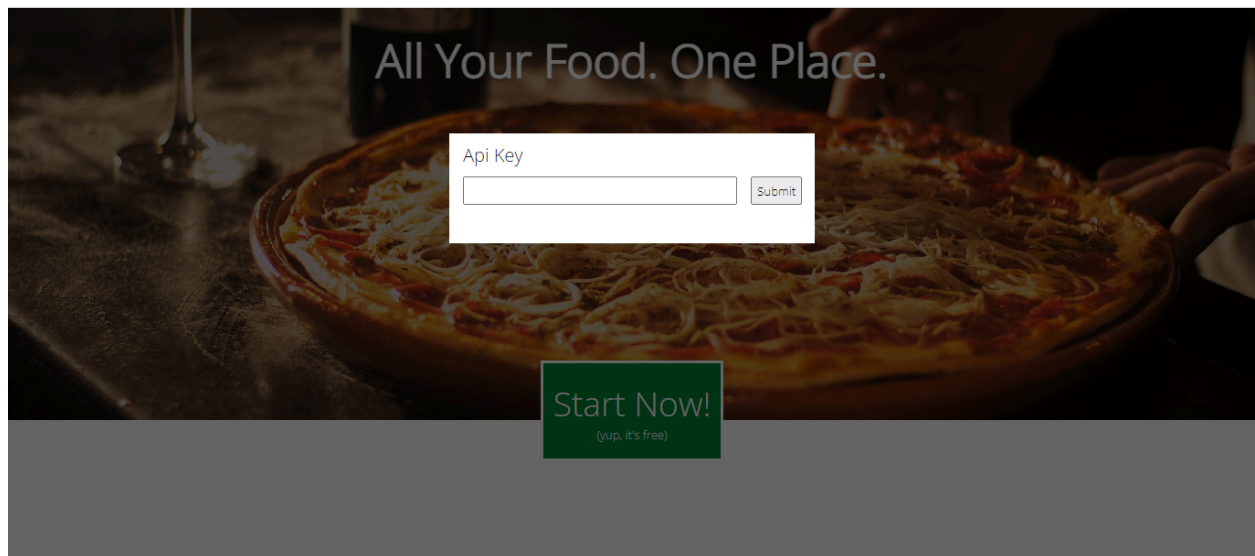 All Your Food. One Place.
Api Key
Submit
Start Now!
(yup, it's free)